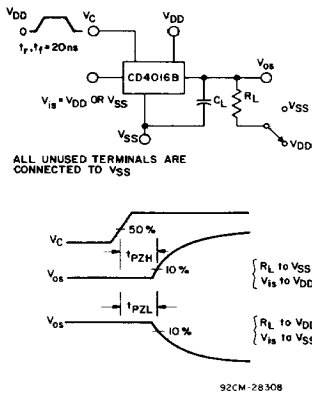 VDD
0
tr,tf=20ns
VC
VDD
CD4016B
Vis=VDD OR VSS
VSS
CL
RL
Vos
VSS
VDD
ALL UNUSED TERMINALS ARE
CONNECTED TO VSS
VC
50%
tPZH
10%
Vos
RL to VSS
Vis to VDD
tPZL
Vos
10%
RL to VDD
Vis to VSS
92CM-28308